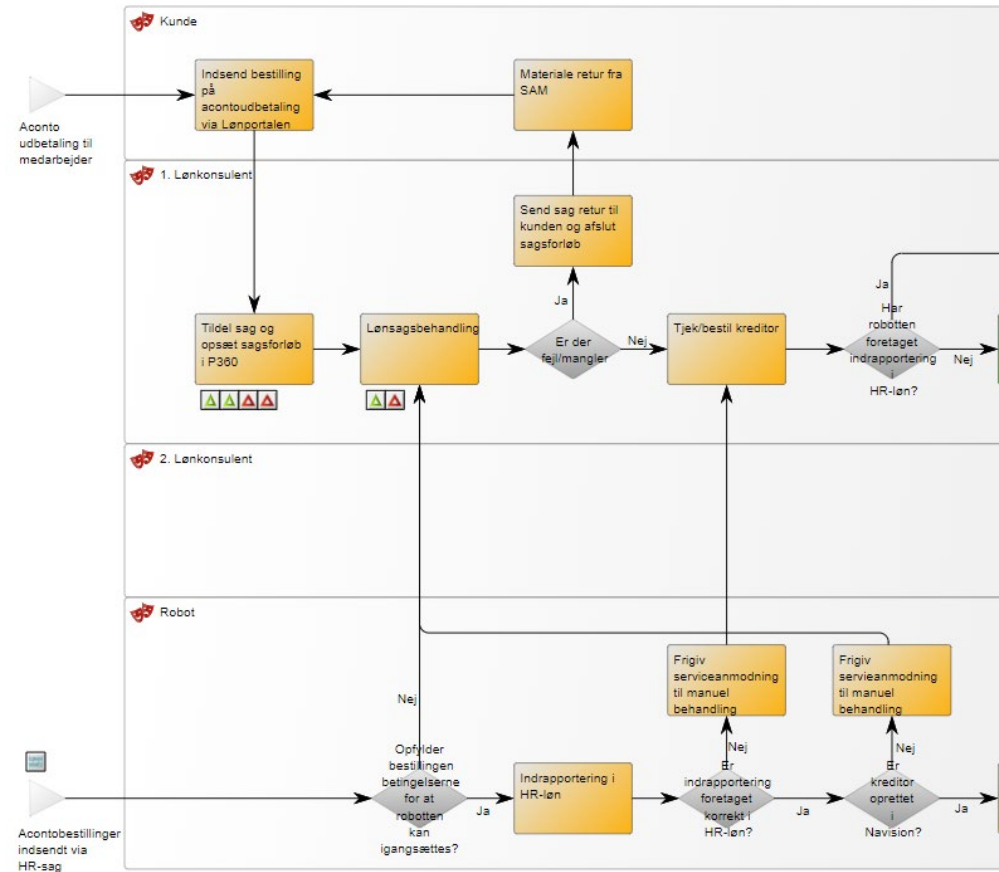 Kunde
Indsend bestilling
på
acontoudbetaling
via Lønportalen
Materiale retur fra
SAM
Aconto
udbetaling til
medarbejder
1. Lønkonsulent
Send sag retur til
kunden og afslut
sagsforløb
Ja
Tildel sag og
opsæt sagsforløb
i P360
Lønsagsbehandling
Er der
fejl/mangler
Nej
Tjek/bestil kreditor
Ja
Har
robotten
foretaget
indrapportering
i
HR-løn?
Nej
2. Lønkonsulent
Robot
Frigiv
serviceanmodning
til manuel
behandling
Frigiv
servieanmodning
til manuel
behandling
Nej
Opfylder
bestillingen
betingelserne
for at
robotten
kan
igangsættes?
Ja
Indrapportering i
HR-løn
Nej
Er
indrapportering
foretaget
korrekt i
HR-løn?
Ja
Nej
Er
kreditor
oprettet
i
Navision?
Ja
Acontobestillinger
indsendt via
HR-sag